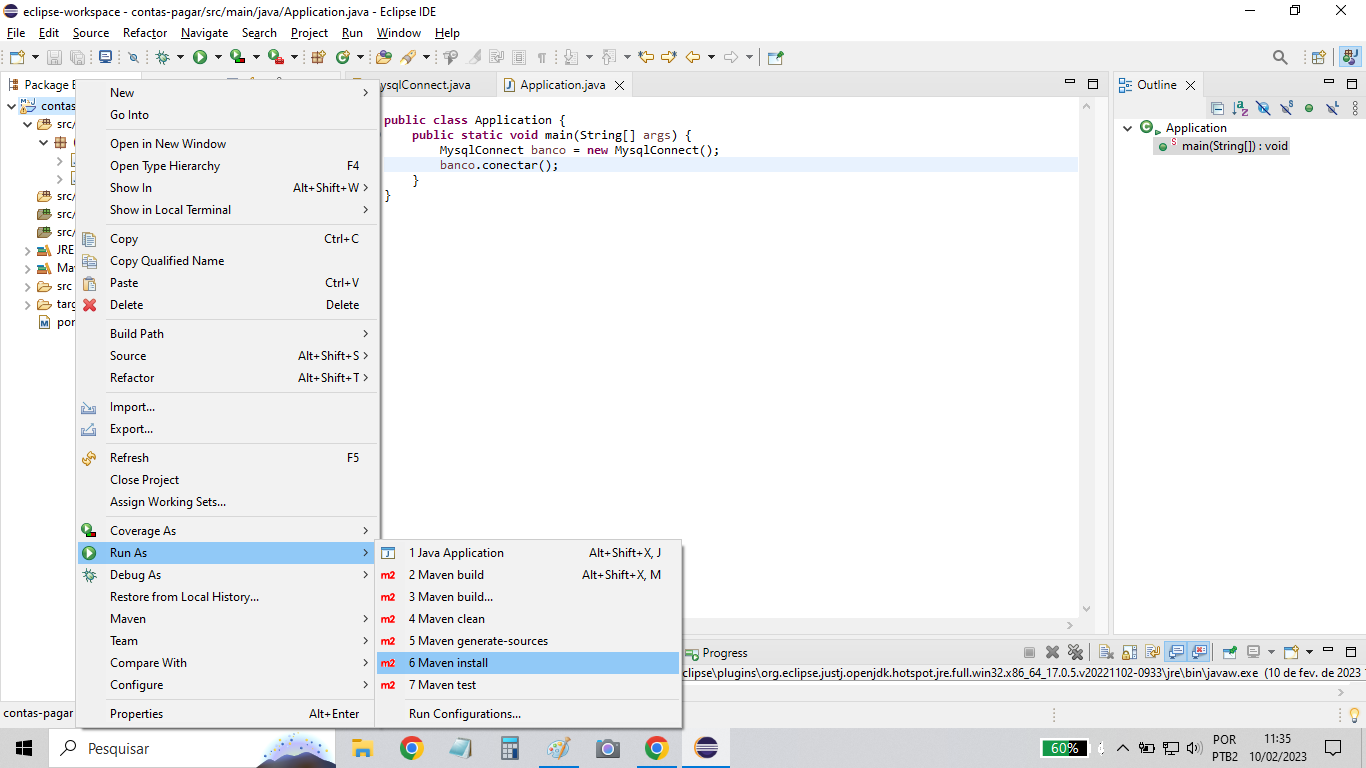 eclipse-workspace - contas-pagar/src/main/java/Application.java - Eclipse IDE
File Edit Source Refactor Navigate Search Project Run Window Help
Package E
ysqlConnect.java
Application.java
Outline
contas
src/
src/
src/
src/
JRE
Ma
src
targ
por
public class Application {
public static void main(String[] args) {
MysqlConnect banco = new MysqlConnect();
banco.conectar();
}
}
Application
main(String[]) : void
New
Go Into
Open in New Window
Open Type Hierarchy F4
Show In Alt+Shift+W
Show in Local Terminal
Copy Ctrl+C
Copy Qualified Name
Paste Ctrl+V
Delete Delete
Build Path
Source Alt+Shift+S
Refactor Alt+Shift+T
Import...
Export...
Refresh F5
Close Project
Assign Working Sets...
Coverage As
Run As
Debug As
Restore from Local History...
Maven
Team
Compare With
Configure
Properties Alt+Enter
1 Java Application Alt+Shift+X, J
2 Maven build Alt+Shift+X, M
3 Maven build...
4 Maven clean
5 Maven generate-sources
6 Maven install
7 Maven test
Run Configurations...
Progress
clipse\plugins\org.eclipse.justj.openjdk.hotspot.jre.full.win32.x86_64_17.0.5.v20221102-0933\jre\bin\javaw.exe (10 de fev. de 2023
contas-pagar
Pesquisar
60%
POR
PTB2
11:35
10/02/2023